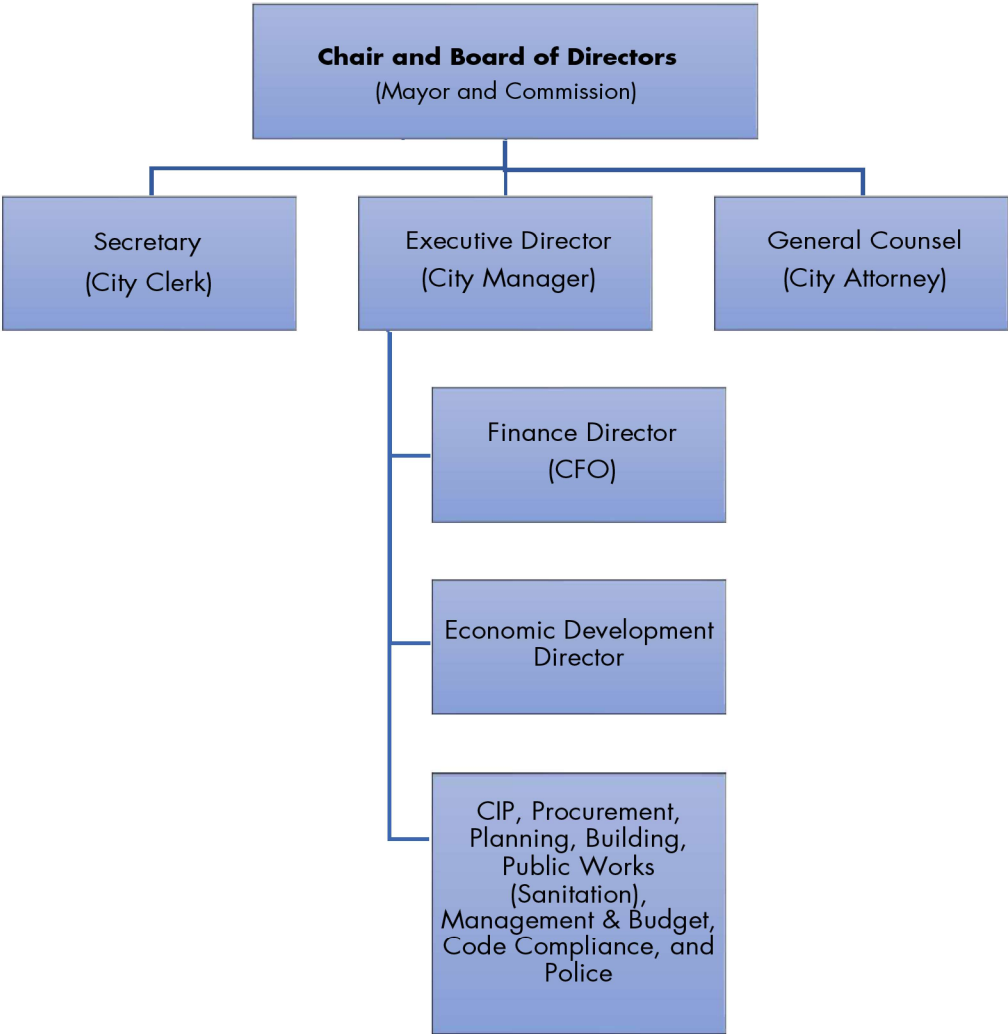 Chair and Board of Directors
(Mayor and Commission)
Secretary
(City Clerk)
Executive Director
(City Manager)
General Counsel
(City Attorney)
Finance Director
(CFO)
Economic Development
Director
CIP, Procurement,
Planning, Building,
Public Works
(Sanitation),
Management & Budget,
Code Compliance, and
Police